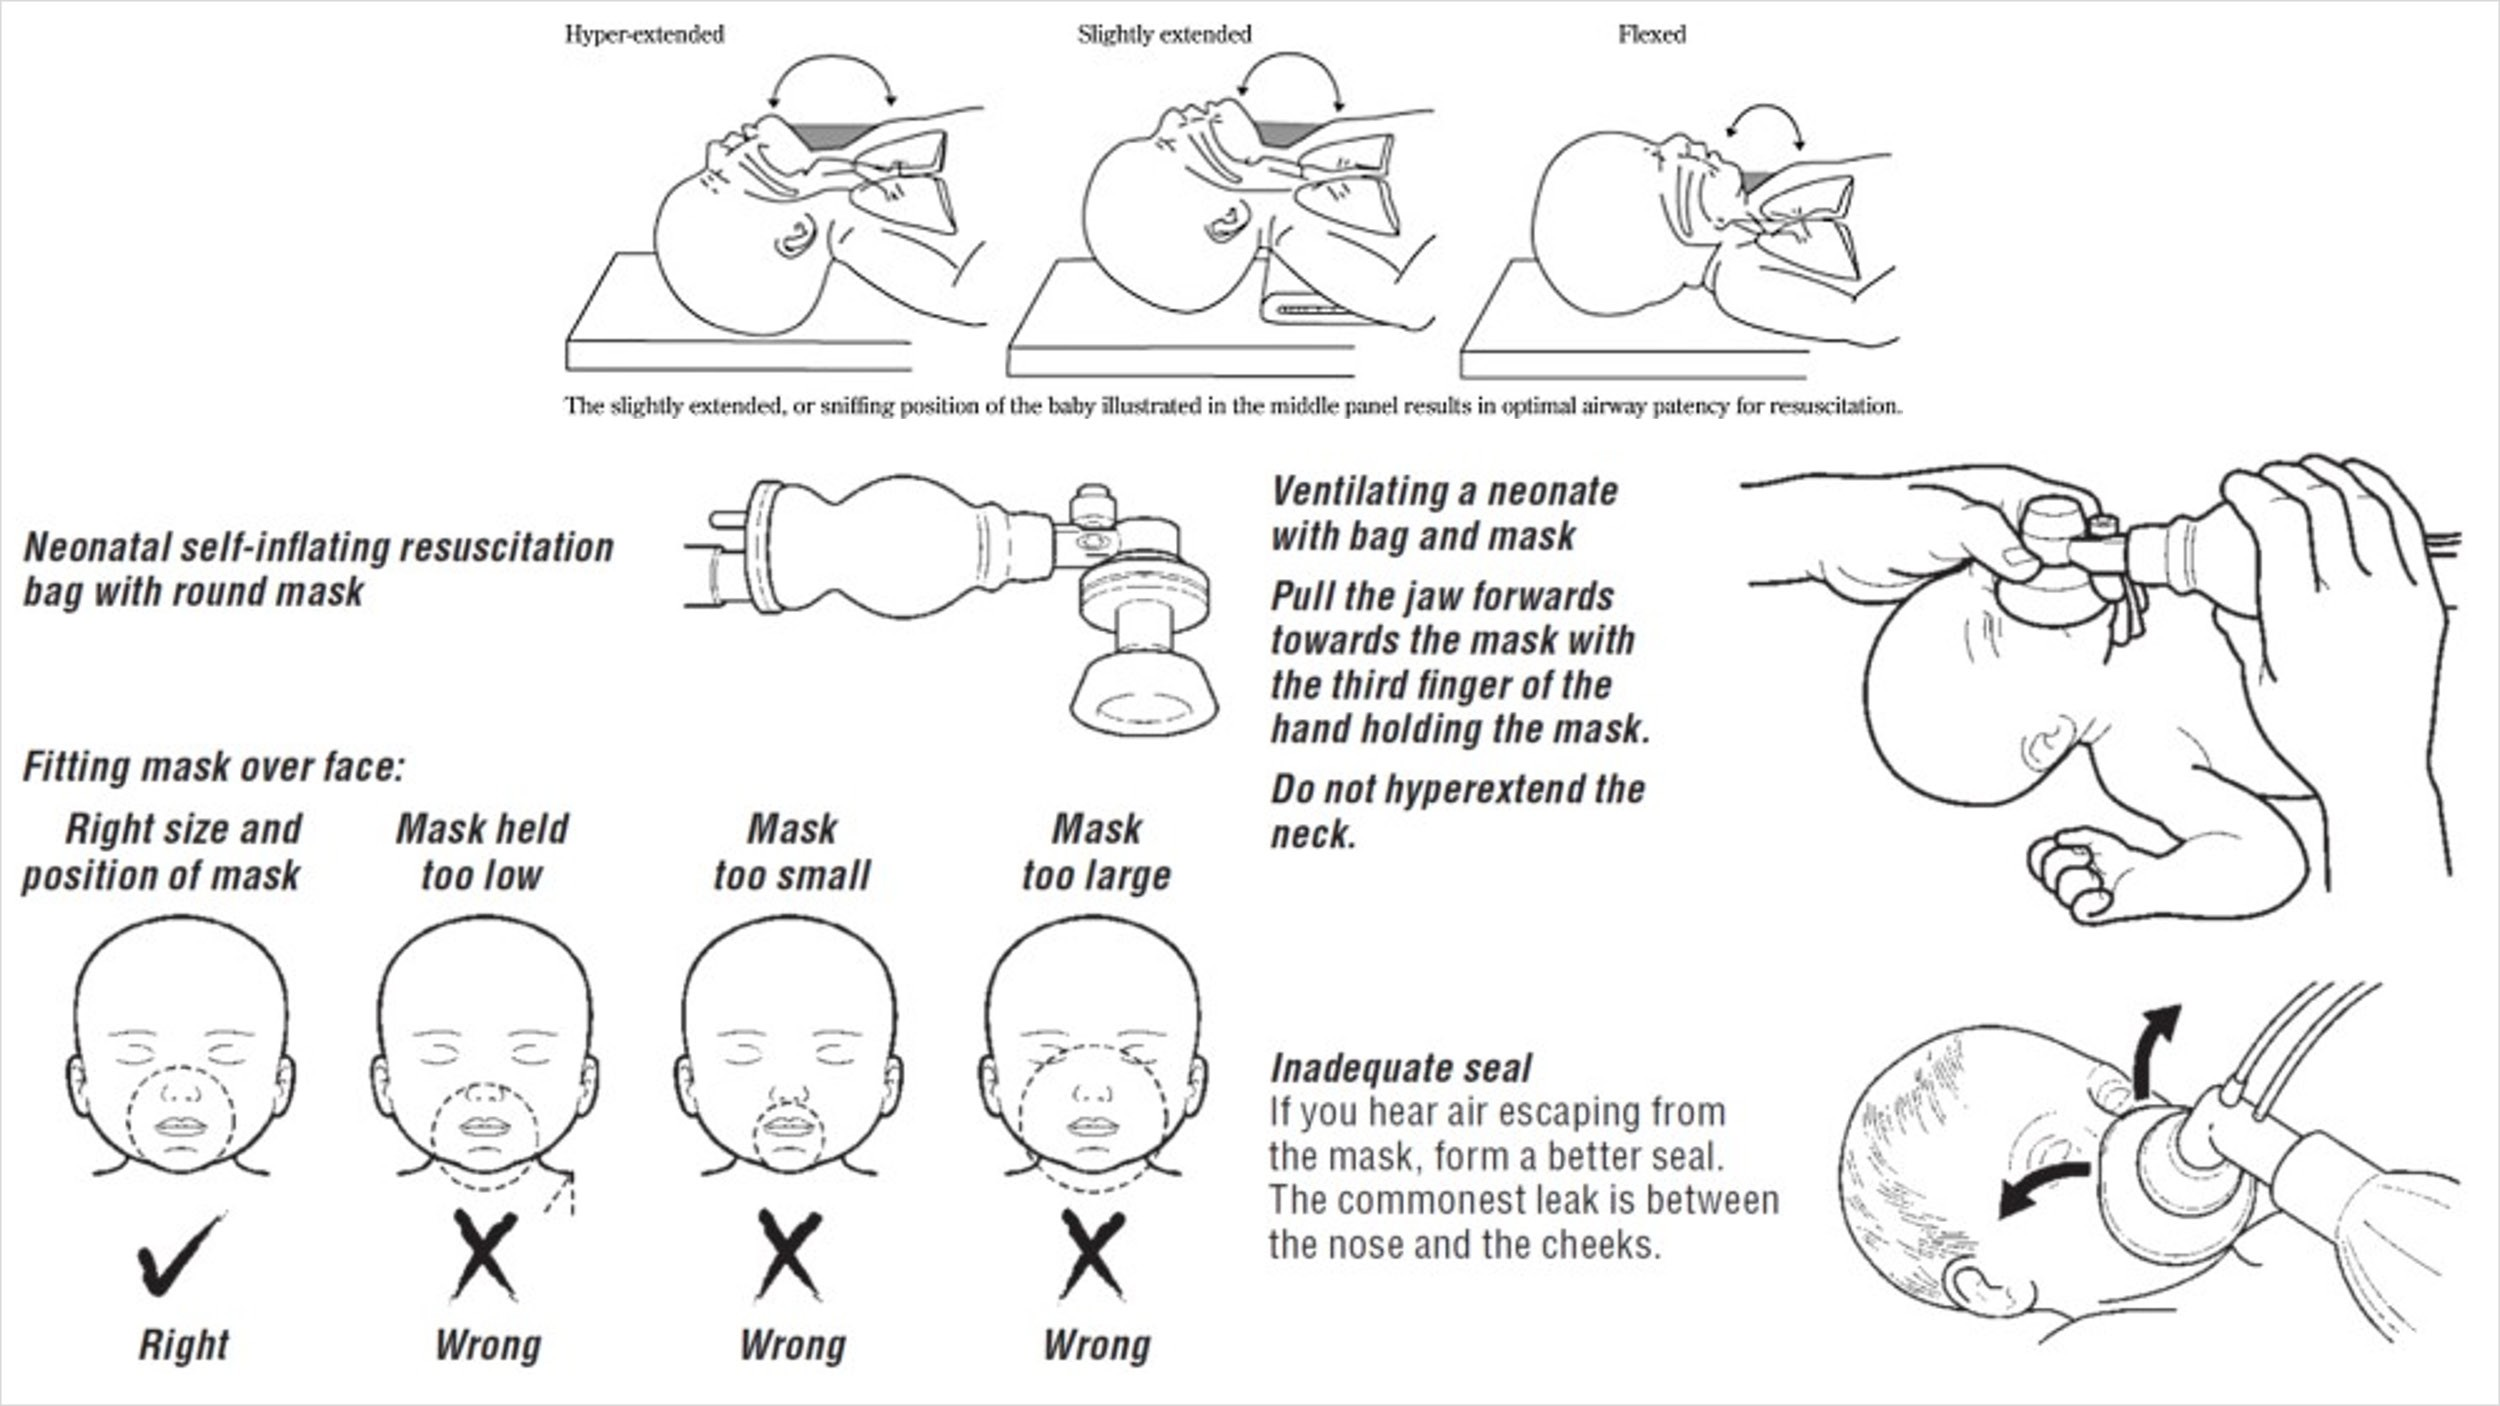 Hyper-extended
Slightly extended
Flexed
The slightly extended, or sniffing position of the baby illustrated in the middle panel results in optimal airway patency for resuscitation.
Neonatal self-inflating resuscitation
bag with round mask
Fitting mask over face:
Right size and
position of mask
Mask held
too low
Mask
too small
Mask
too large
Right
Wrong
Wrong
Wrong
Ventilating a neonate
with bag and mask
Pull the jaw forwards
towards the mask with
the third finger of the
hand holding the mask.
Do not hyperextend the
neck.
Inadequate seal
If you hear air escaping from
the mask, form a better seal.
The commonest leak is between
the nose and the cheeks.